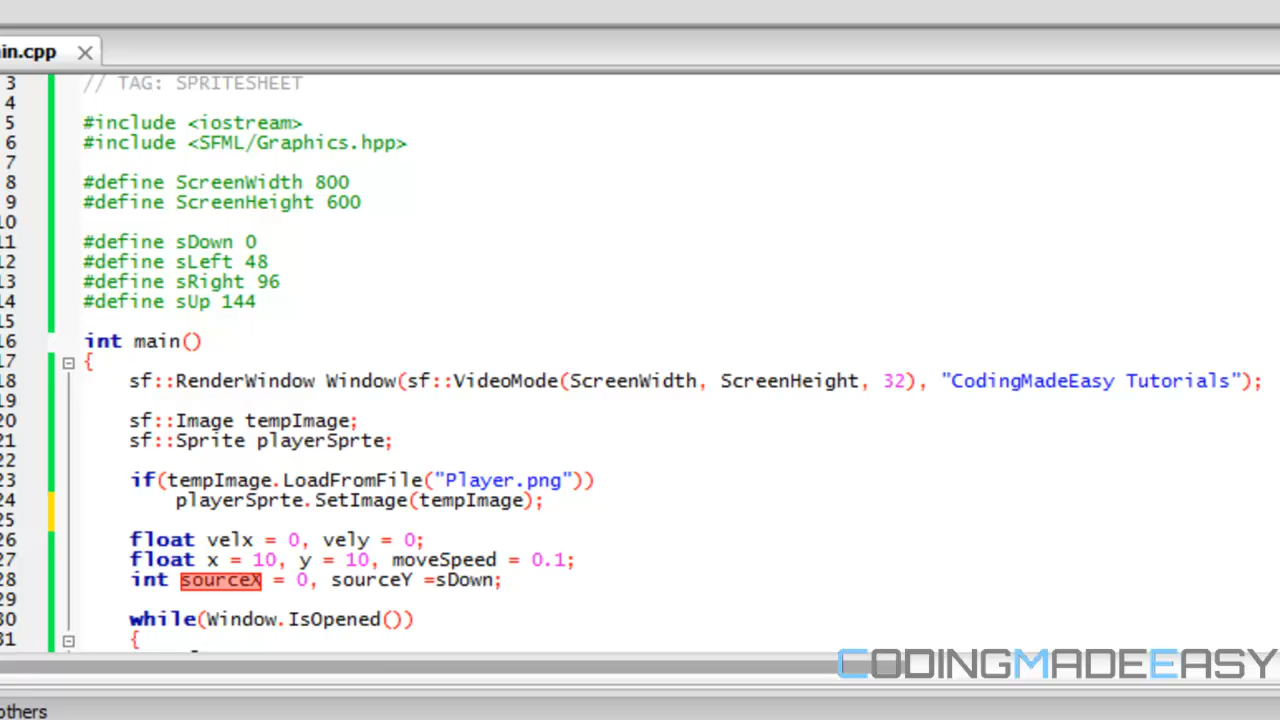 in.cpp
3 // TAG: SPRITESHEET
4
5 #include <iostream>
6 #include <SFML/Graphics.hpp>
7
8 #define ScreenWidth 800
9 #define ScreenHeight 600
10
11 #define sDown 0
12 #define sLeft 48
13 #define sRight 96
14 #define sUp 144
15
16 int main()
17 {
18 sf::RenderWindow Window(sf::VideoMode(ScreenWidth, ScreenHeight, 32), "CodingMadeEasy Tutorials");
19
20 sf::Image tempImage;
21 sf::Sprite playerSprte;
22
23 if(tempImage.LoadFromFile("Player.png"))
24 playerSprte.SetImage(tempImage);
25
26 float velx = 0, vely = 0;
27 float x = 10, y = 10, moveSpeed = 0.1;
28 int sourceX = 0, sourceY =sDown;
29
30 while(Window.IsOpened())
31 {
CODINGMADEEASY
others